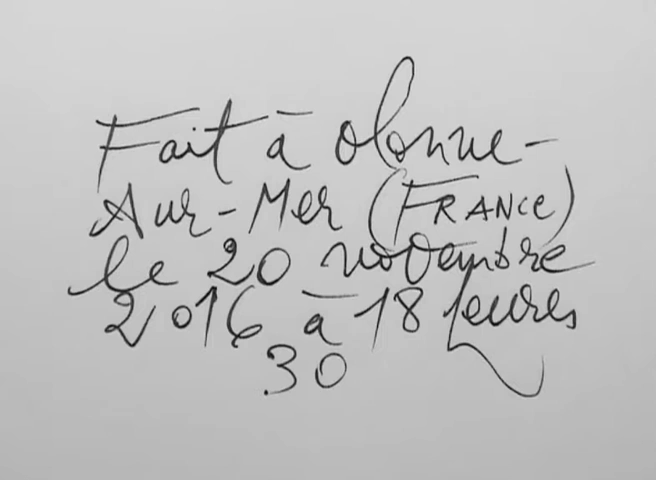 Fait à Olonne-
sur-Mer (FRANCE)
le 20 novembre
2016 à 18 heures
30